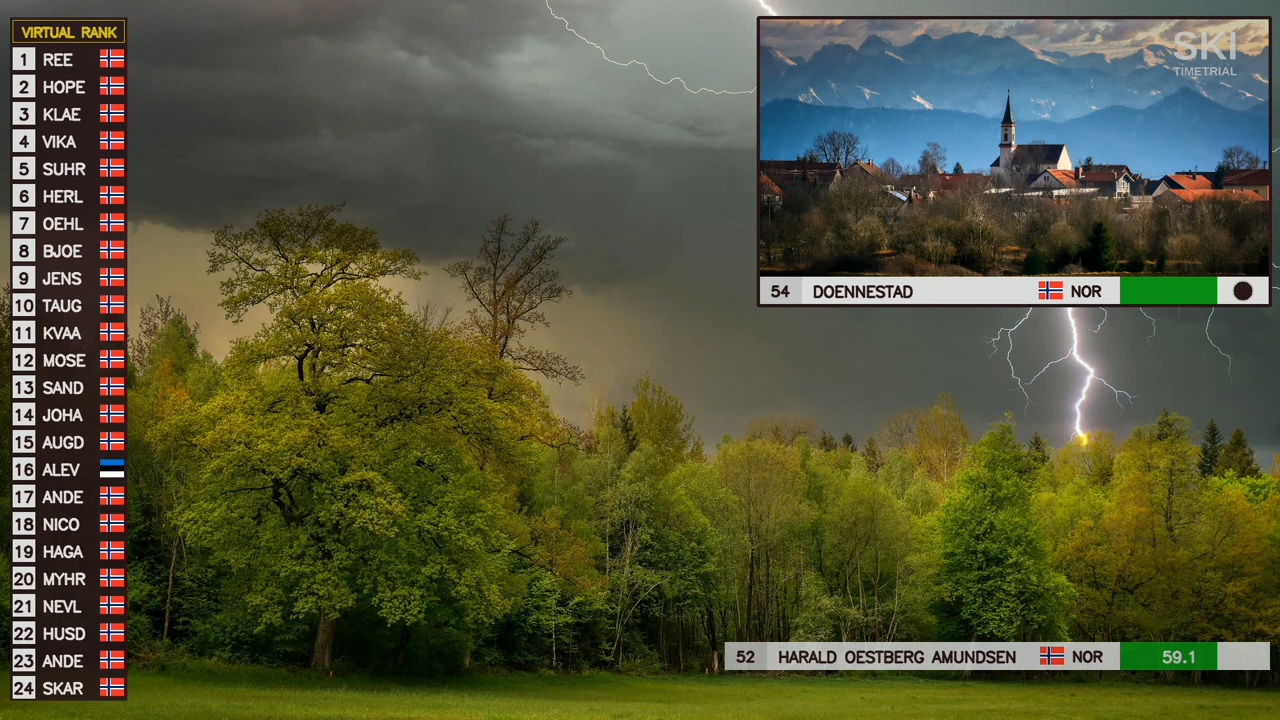 VIRTUAL RANK
1 REE
2 HOPE
3 KLAE
4 VIKA
5 SUHR
6 HERL
7 OEHL
8 BJOE
9 JENS
10 TAUG
11 KVAA
12 MOSE
13 SAND
14 JOHA
15 AUGD
16 ALEV
17 ANDE
18 NICO
19 HAGA
20 MYHR
21 NEVL
22 HUSD
23 ANDE
24 SKAR
SKI
TIMETRIAL
54 DOENNESTAD NOR
52 HARALD OESTBERG AMUNDSEN NOR 59.1